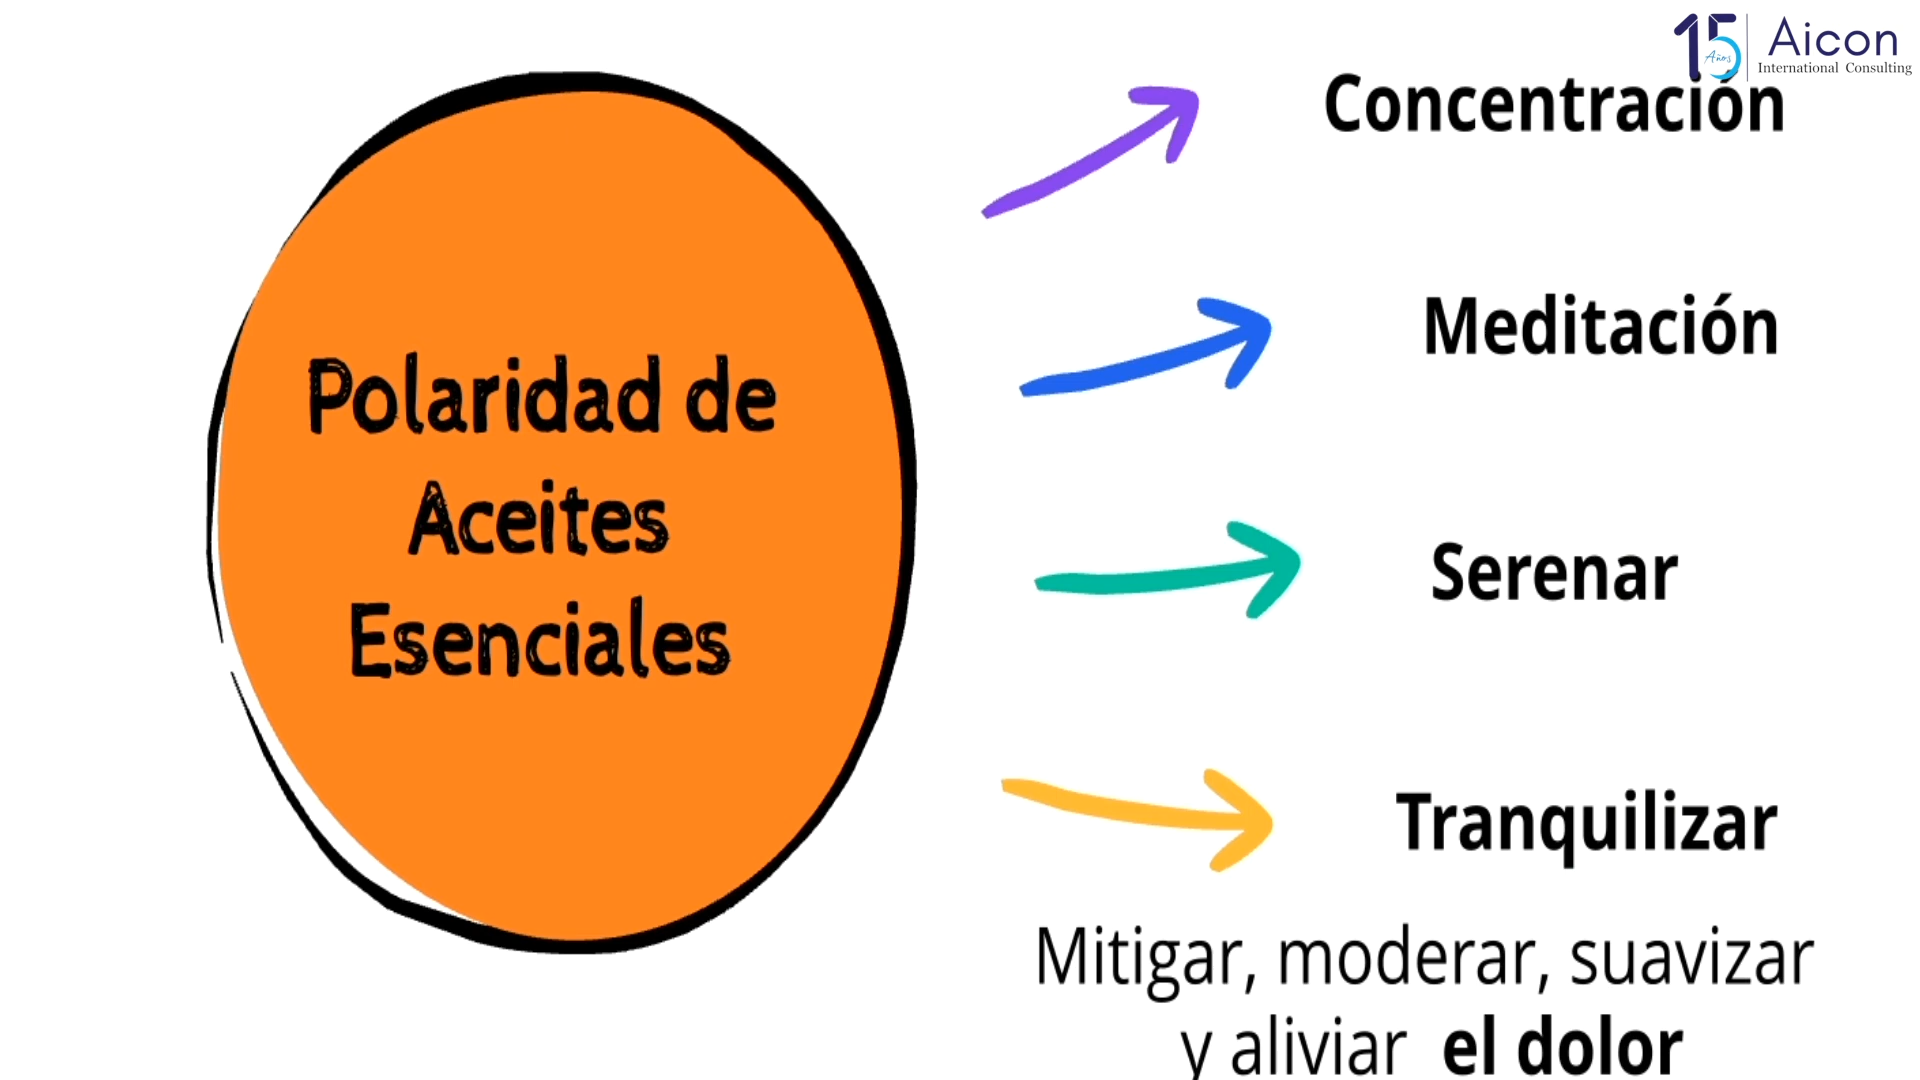 15 Años
Aicon
International Consulting
Concentración
Meditación
Polaridad de
Aceites
Esenciales
Serenar
Tranquilizar
Mitigar, moderar, suavizar
y aliviar el dolor